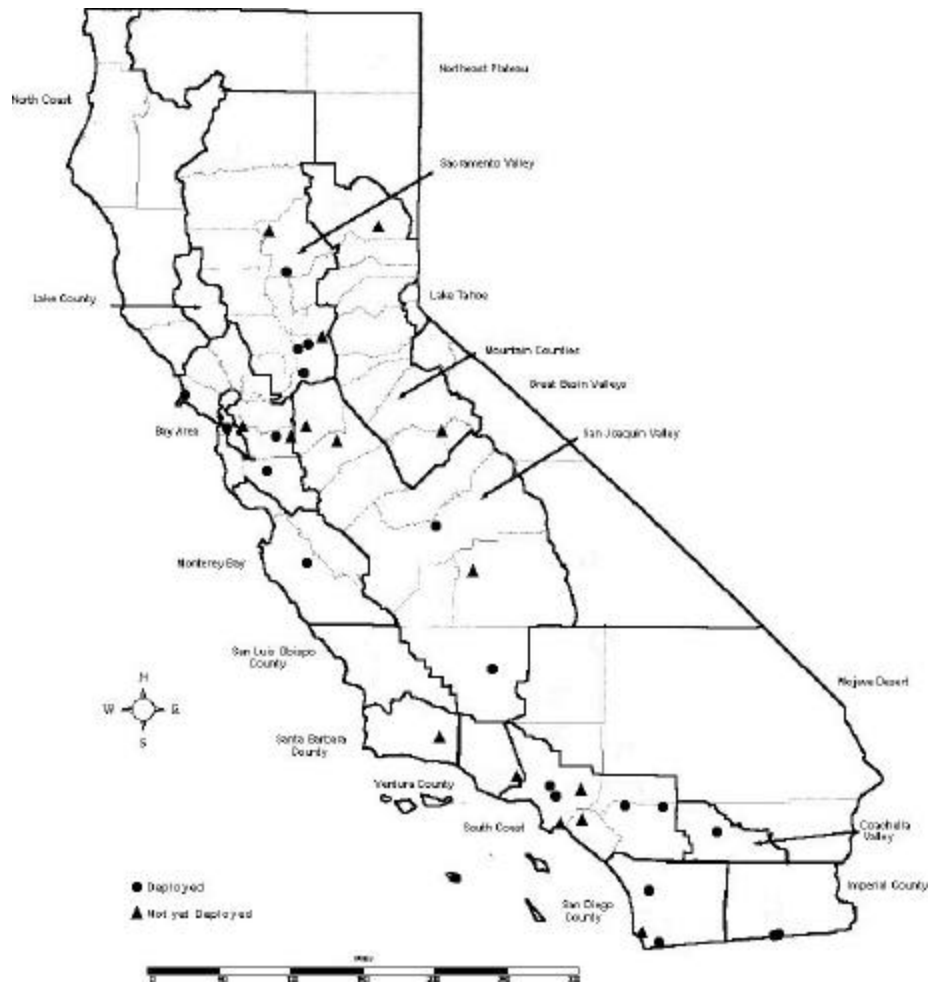 Northeast Plateau
North Coast
Sacramento Valley
Lake County
Lake Tahoe
Mountain Counties
Great Basin Valleys
Bay Area
San Joaquin Valley
Monterey Bay
San Luis Obispo
County
N
W
E
S
Mojave Desert
Santa Barbara
County
Ventura County
South Coast
Coachella
Valley
Deployed
Imperial County
Not yet Deployed
San Diego
County